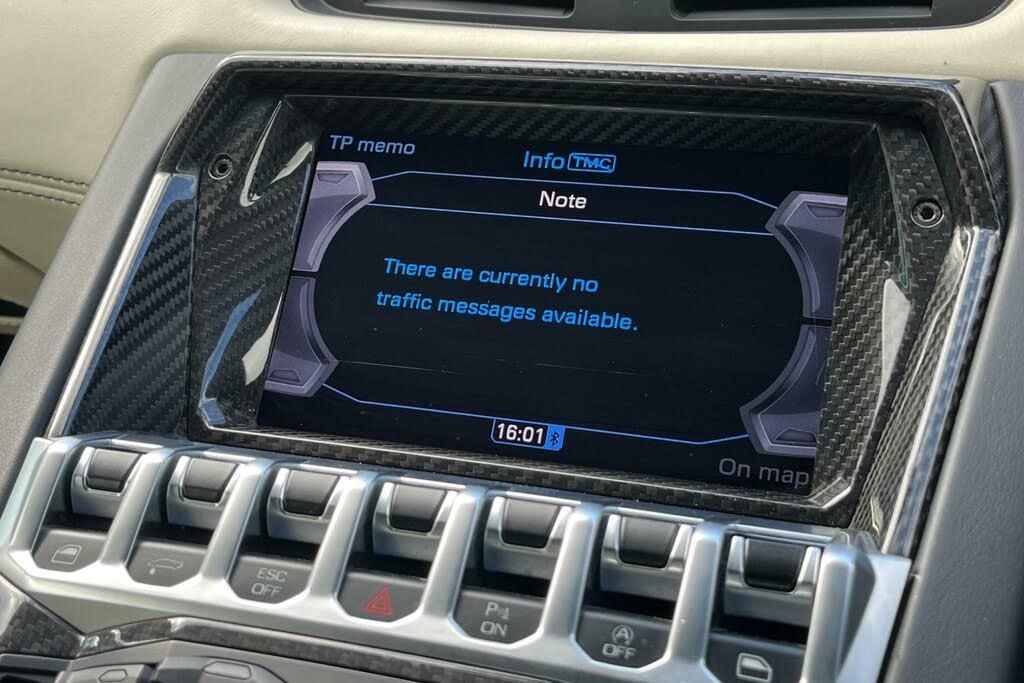 TP memo
Info TMC
Note
There are currently no
traffic messages available.
16:01
On map
ESC
OFF
P
ON
A
OFF